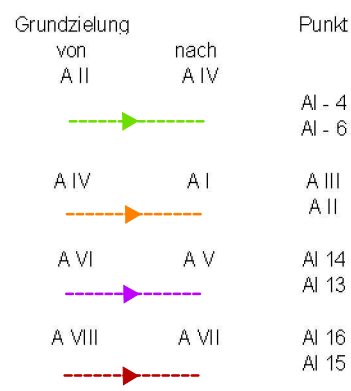 Grundzielung Punkt
von nach
A II A IV
AI - 4
AI - 6
A IV A I A III
A II
A VI A V AI 14
AI 13
A VIII A VII AI 16
AI 15